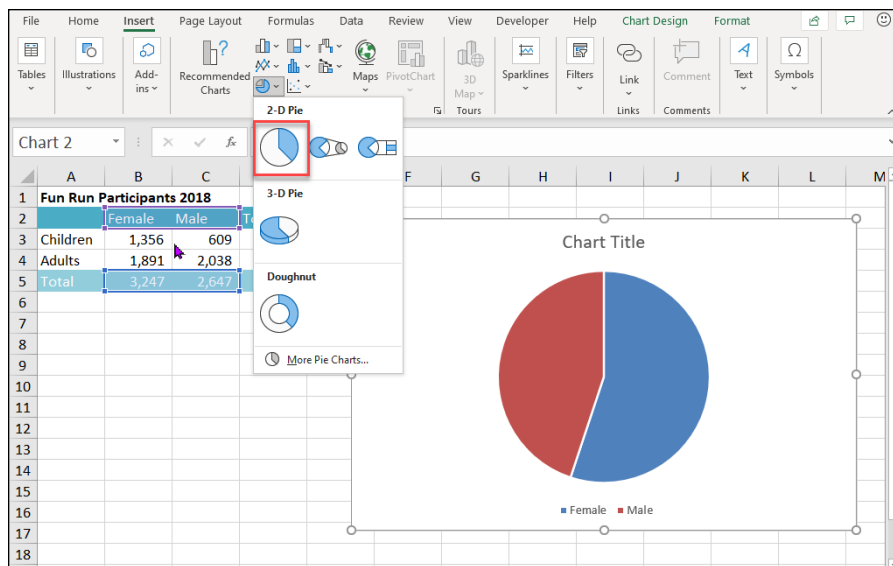 File Home Insert Page Layout Formulas Data Review View Developer Help Chart Design Format
Tables Illustrations Add-ins Recommended Charts Maps PivotChart 3D Map Sparklines Filters Link Comment Text Symbols
Tours Links Comments
2-D Pie
3-D Pie
Doughnut
More Pie Charts...
Chart 2 fx
A B C F G H I J K L M
1 Fun Run Participants 2018
2 Female Male
3 Children 1,356 609
4 Adults 1,891 2,038
5 Total 3,247 2,647
6
7
8
9
10
11
12
13
14
15
16
17
18
Chart Title
Female Male